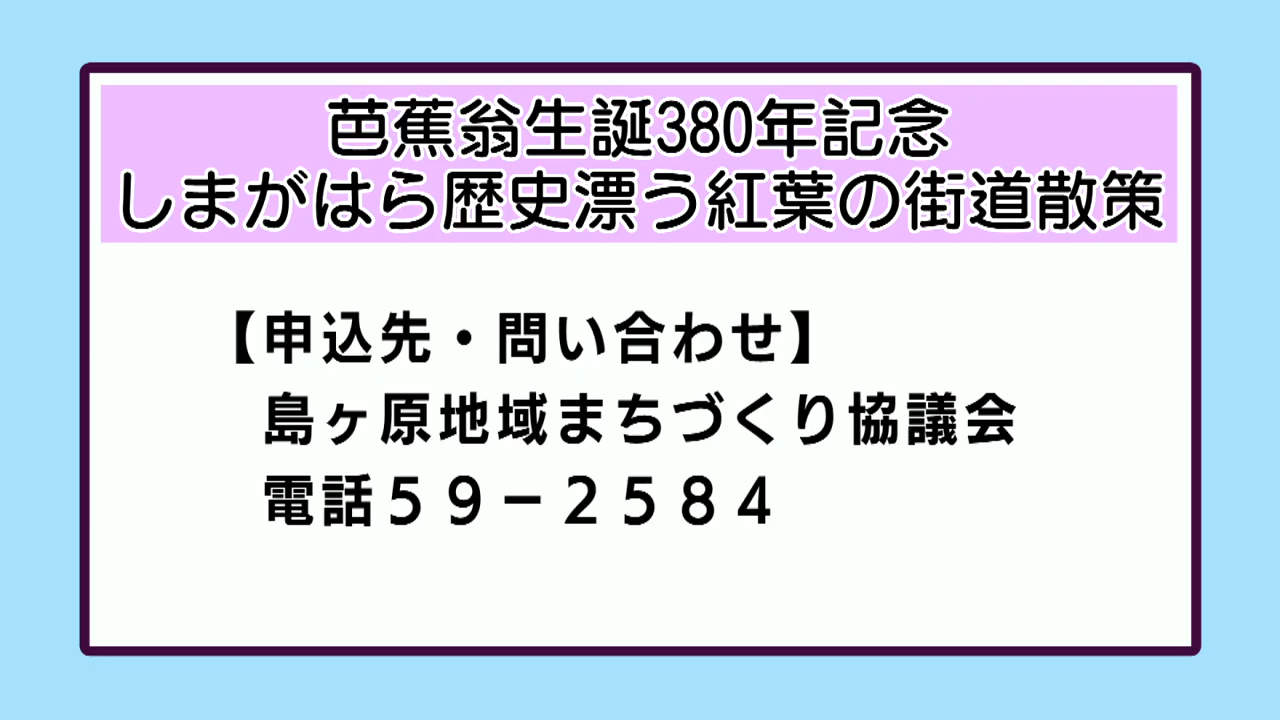 芭蕉翁生誕380年記念
しまがはら歴史漂う紅葉の街道散策
【申込先・問い合わせ】
島ヶ原地域まちづくり協議会
電話５９－２５８４